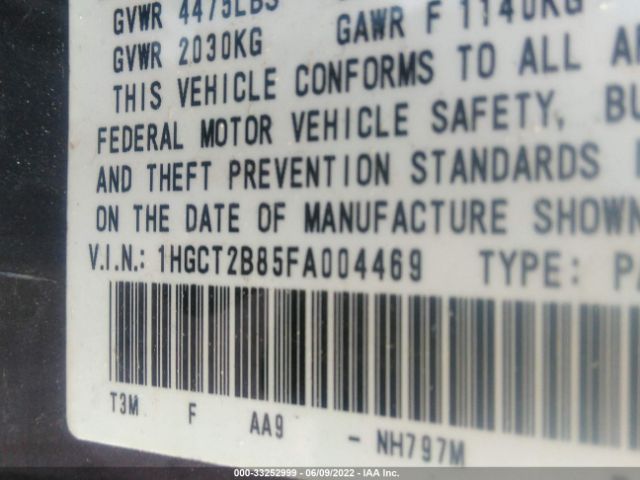 GVWR 4475LBS
GVWR 2030KG GAWR F 1140KG
THIS VEHICLE CONFORMS TO ALL
FEDERAL MOTOR VEHICLE SAFETY,
AND THEFT PREVENTION STANDARDS
ON THE DATE OF MANUFACTURE SHOWN
V.I.N.: 1HGCT2B85FA004469 TYPE:
T3M F AA9 - NH797M
000-33252999 - 06/09/2022 - IAA Inc.